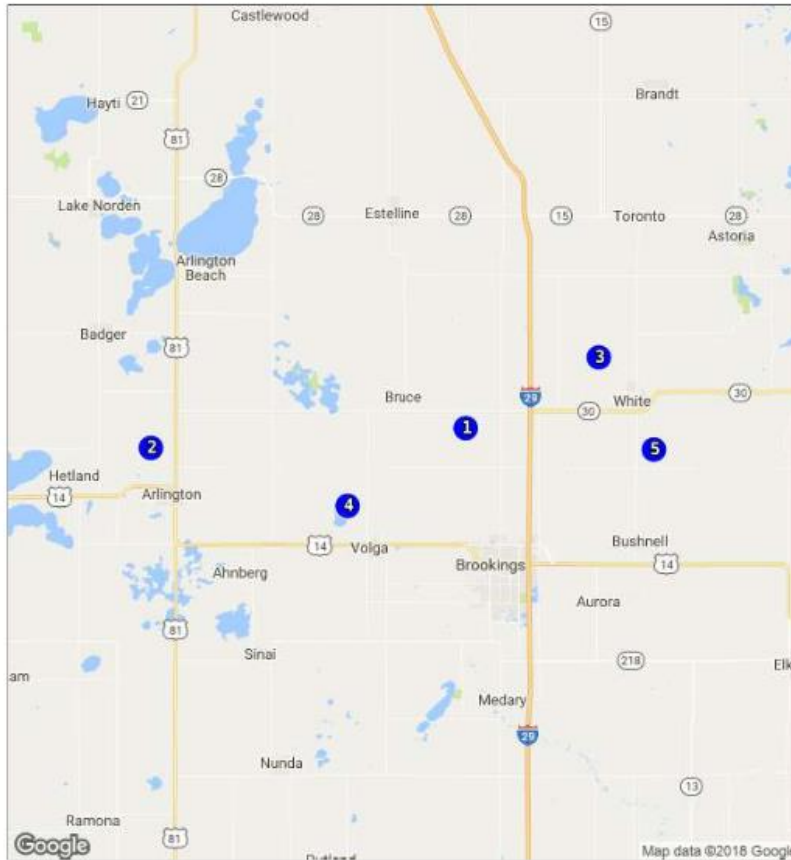 Castlewood
15
Brandt
Hayti
21
81
28
Lake Norden
Estelline
28
28
15
Toronto
28
Astoria
Arlington
Beach
Badger
81
3
Bruce
29
White
30
30
1
2
5
Hetland
14
Arlington
4
14
Volga
Bushnell
14
Brookings
Ahnberg
Aurora
81
Sinai
218
am
Elk
Medary
29
Nunda
13
Ramona
81
Rutland
Google
Map data ©2018 Google